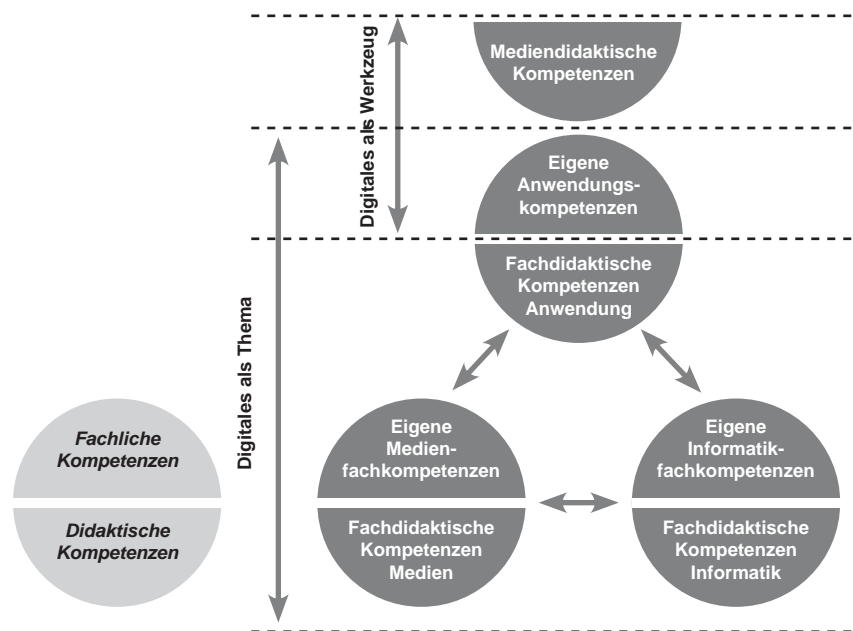 Digitales als Werkzeug
Mediendidaktische
Kompetenzen
Eigene
Anwendungs-
kompetenzen
Fachdidaktische
Kompetenzen
Anwendung
Digitales als Thema
Fachliche
Kompetenzen
Didaktische
Kompetenzen
Eigene
Medien-
fachkompetenzen
Fachdidaktische
Kompetenzen
Medien
Eigene
Informatik-
fachkompetenzen
Fachdidaktische
Kompetenzen
Informatik